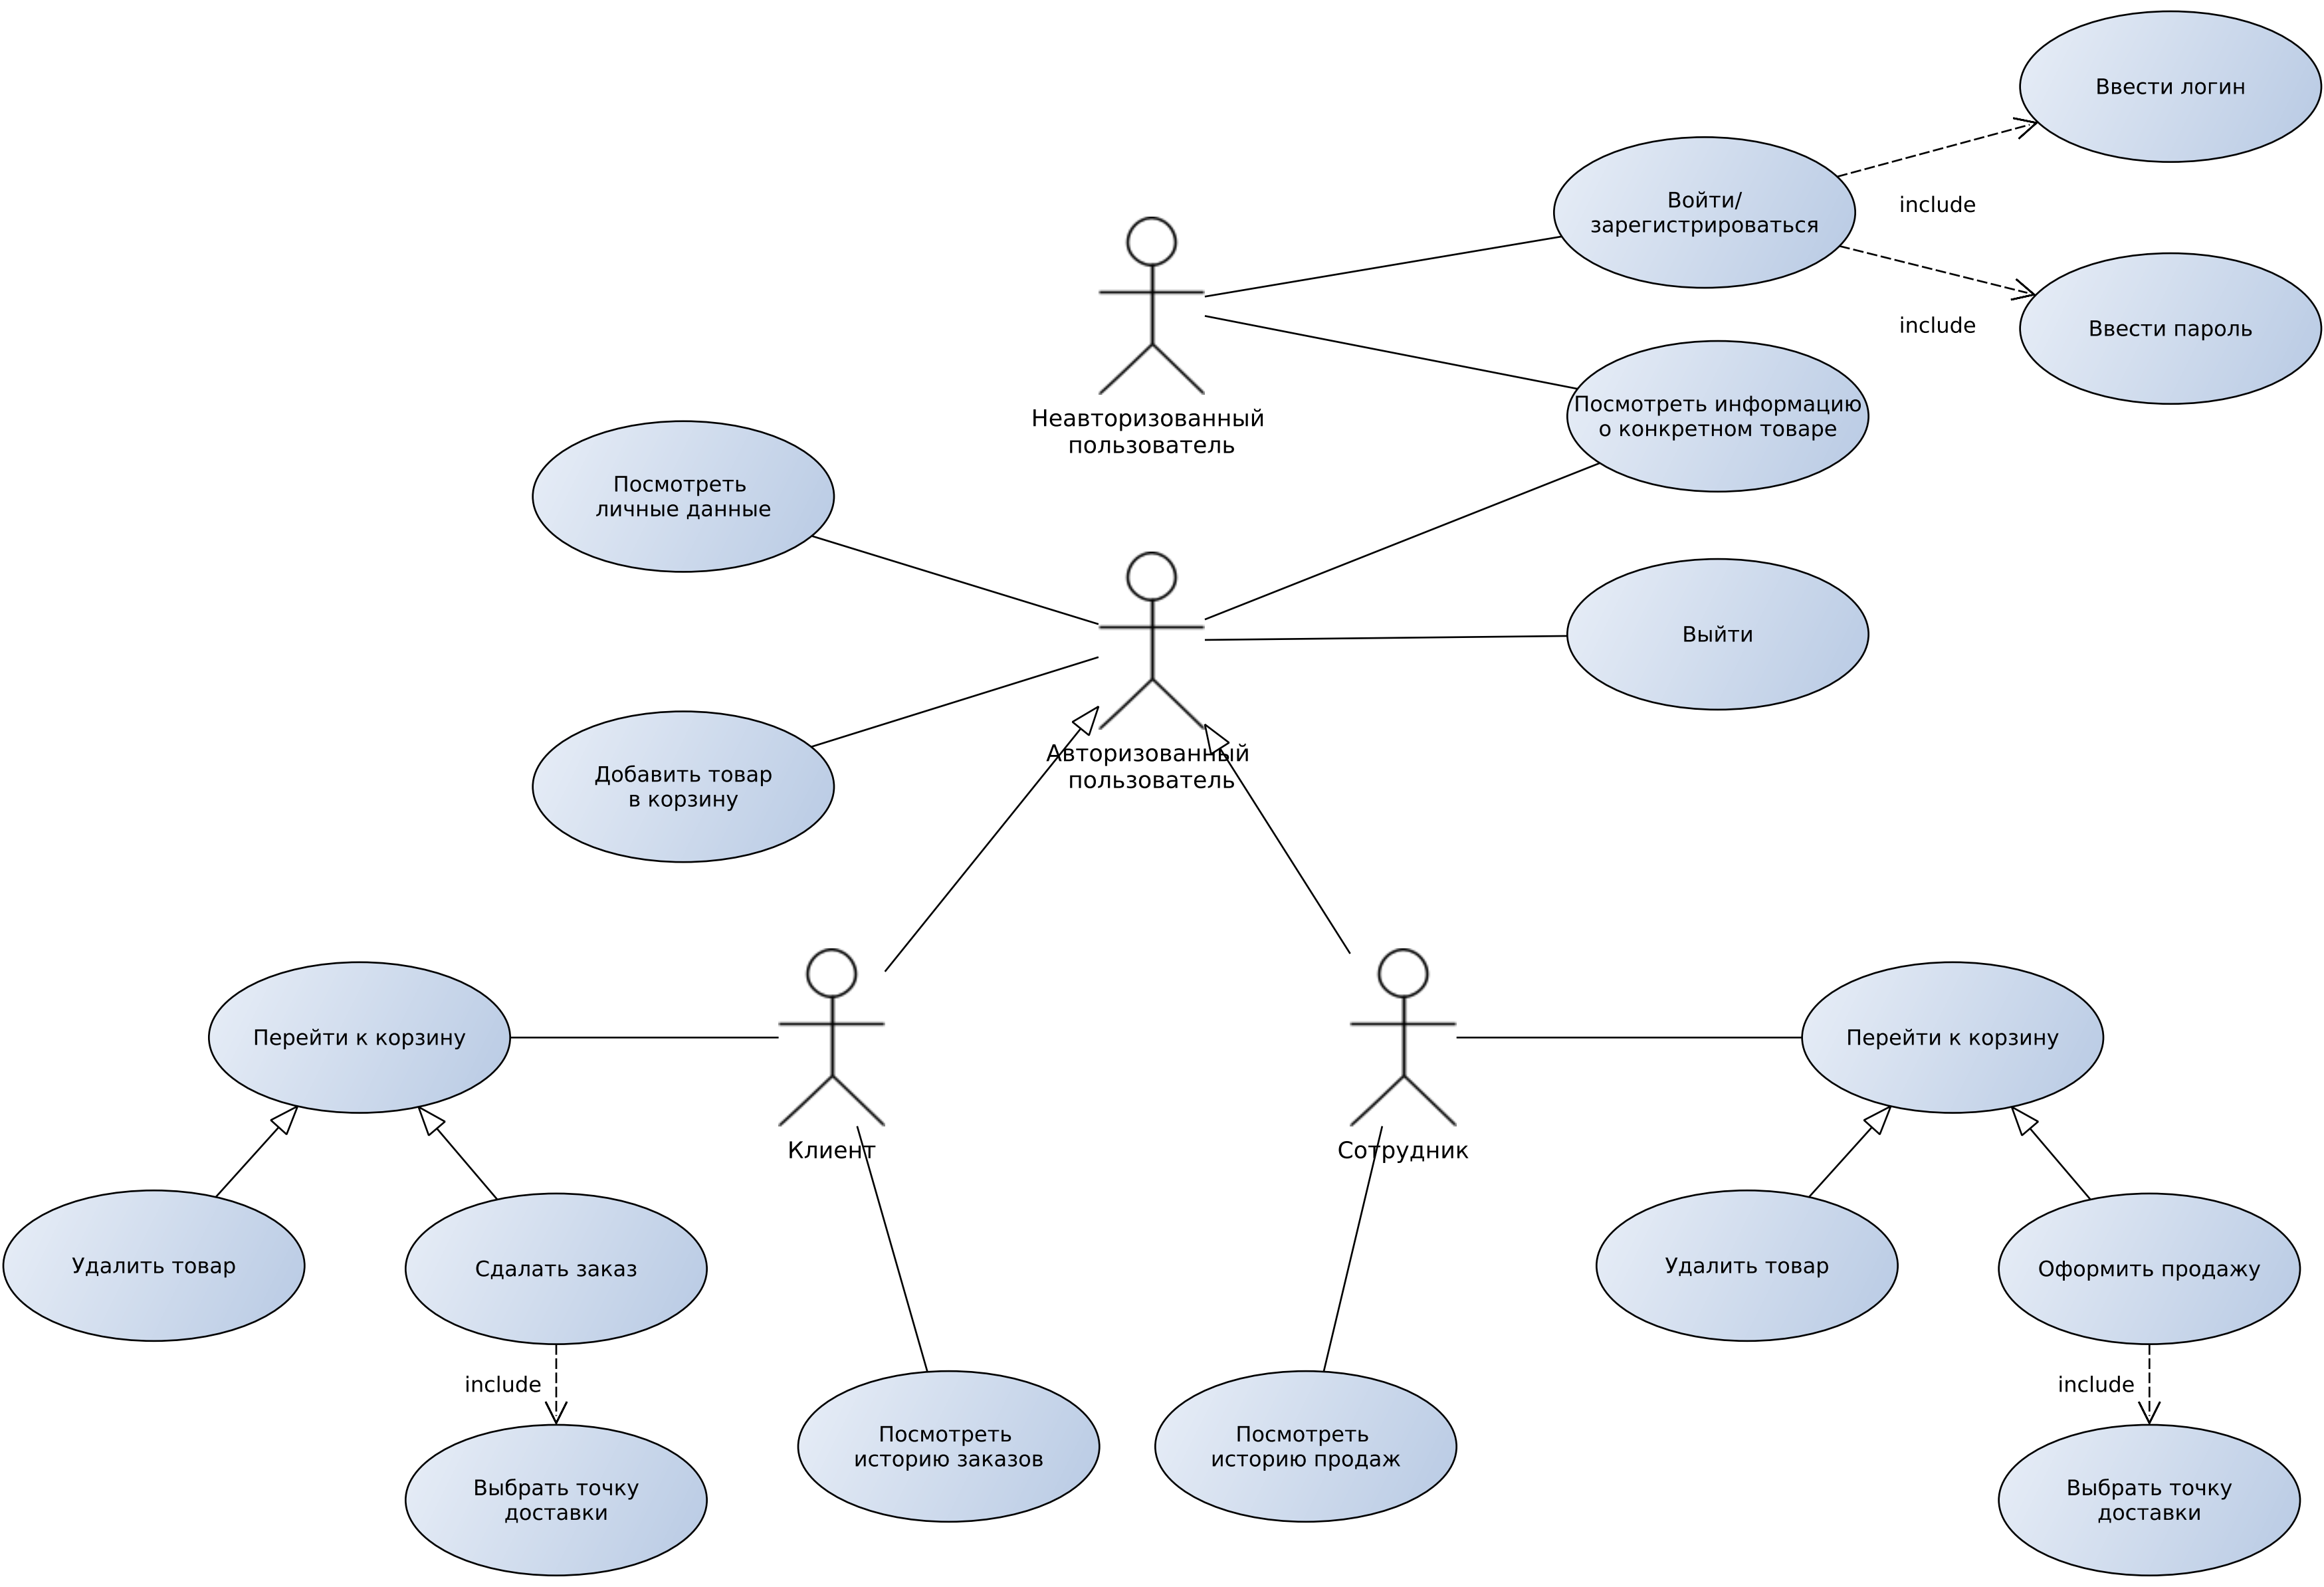 Ввести логин
Войти/
зарегистрироваться
include
include
Ввести пароль
Неавторизованный
пользователь
Посмотреть информацию
о конкретном товаре
Посмотреть
личные данные
Выйти
Авторизованный
пользователь
Добавить товар
в корзину
Перейти к корзину
Перейти к корзину
Клиент
Сотрудник
Удалить товар
Сдалать заказ
Удалить товар
Оформить продажу
include
include
Посмотреть
историю заказов
Посмотреть
историю продаж
Выбрать точку
доставки
Выбрать точку
доставки